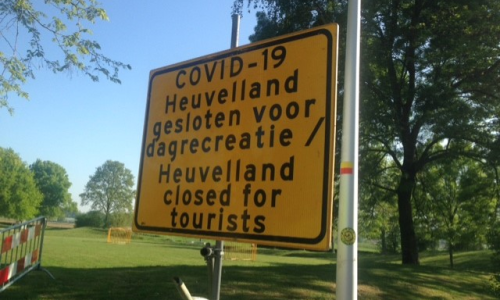 COVID-19
Heuvelland
gesloten voor
dagrecreatie /
Heuvelland
closed for
tourists